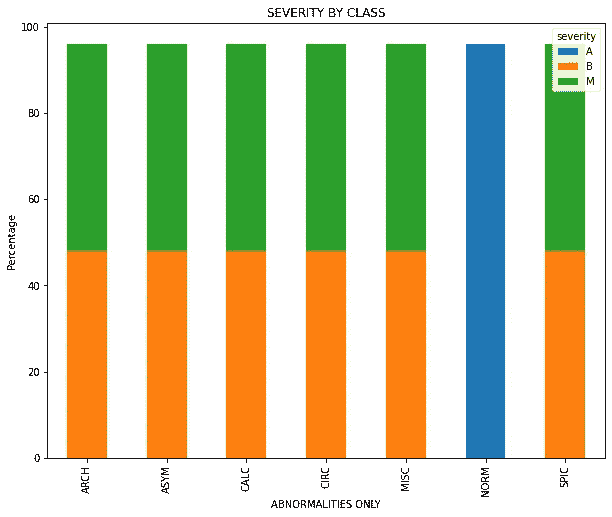 SEVERITY BY CLASS
severity
A
B
M
100
80
60
40
20
0
Percentage
ARCH
ASYM
CALC
CIRC
MISC
NORM
SPIC
ABNORMALITIES ONLY